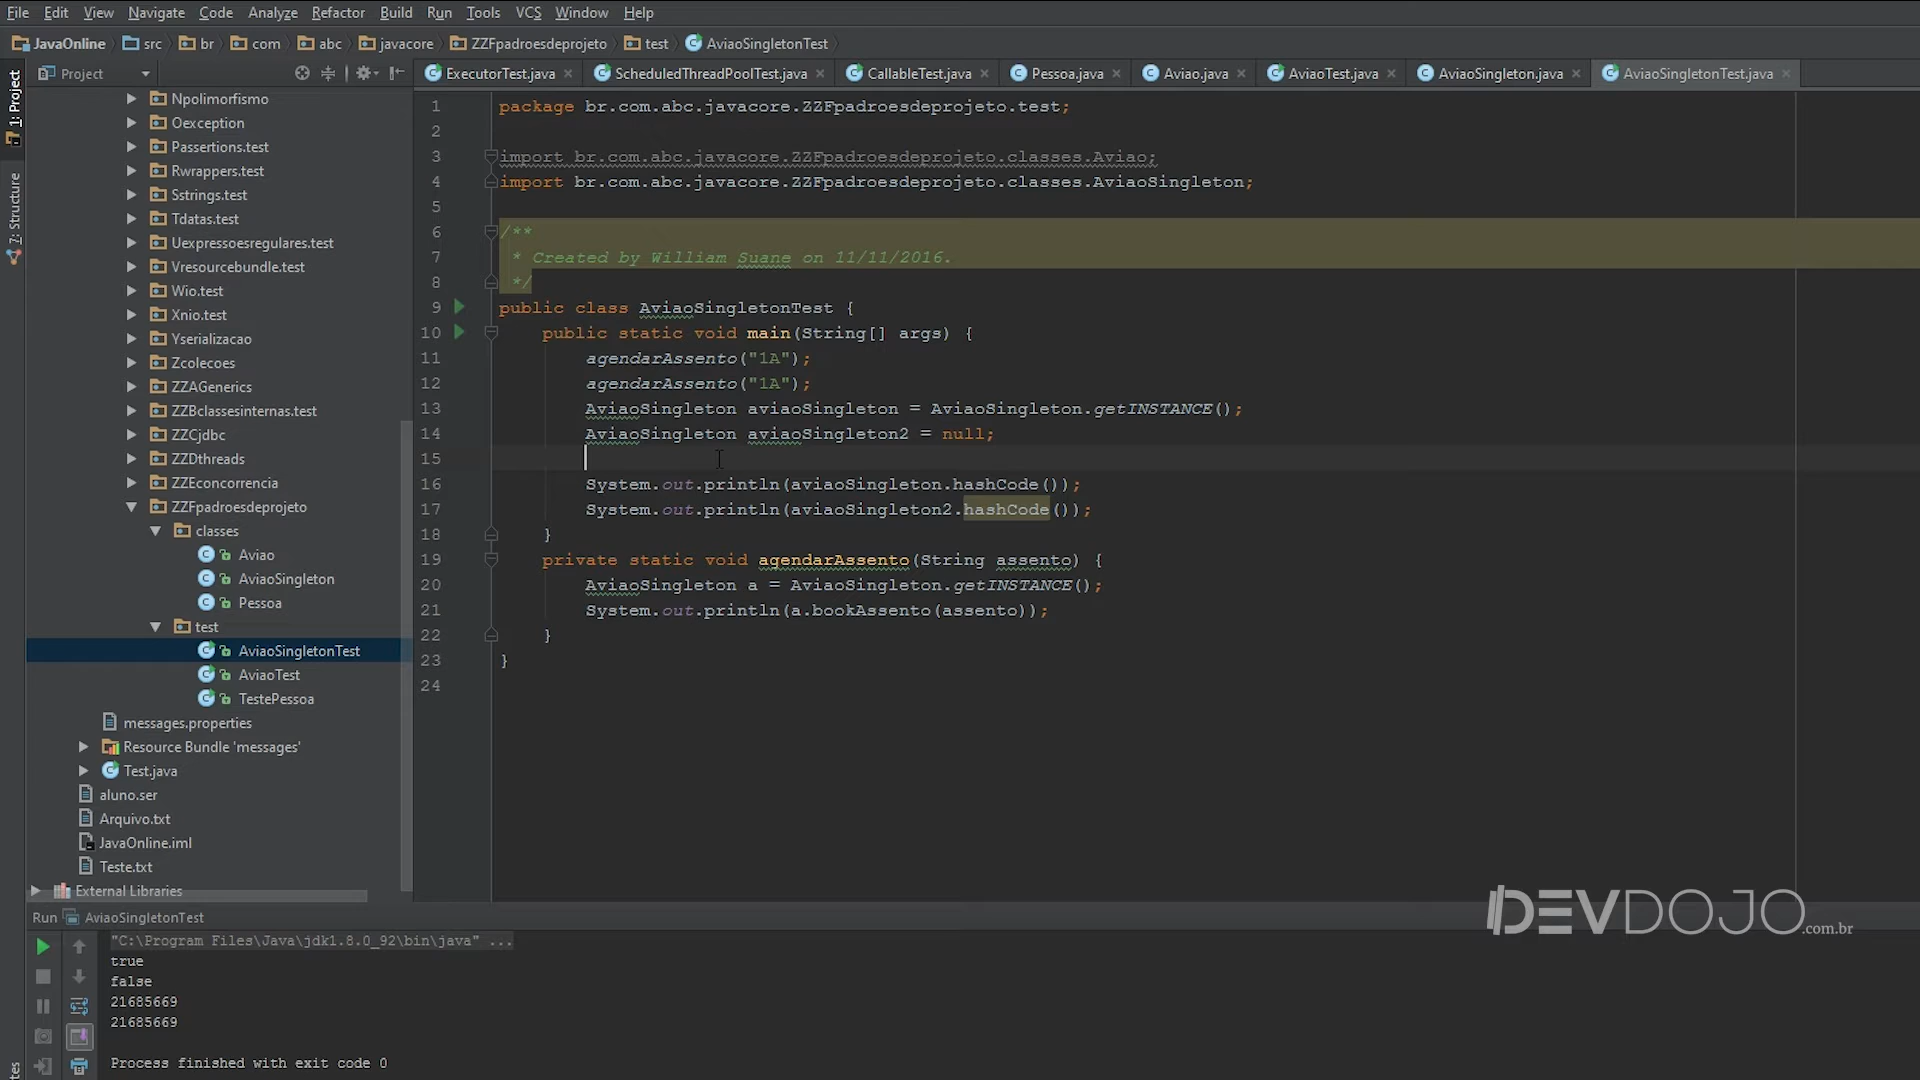 File Edit View Navigate Code Analyze Refactor Build Run Tools VCS Window Help
JavaOnline src br com abc javacore ZZFpadroesdeprojeto test AviaoSingletonTest
1: Project
7: Structure
Project
ExecutorTest.java ScheduledThreadPoolTest.java CallableTest.java Pessoa.java Aviao.java AviaoTest.java AviaoSingleton.java AviaoSingletonTest.java
Npolimorfismo
Oexception
Passertions.test
Rwrappers.test
Sstrings.test
Tdatas.test
Uexpressoesregulares.test
Vresourcebundle.test
Wio.test
Xnio.test
Yserializacao
Zcolecoes
ZZAGenerics
ZZBclassesinternas.test
ZZCjdbc
ZZDthreads
ZZEconcorrencia
ZZFpadroesdeprojeto
classes
Aviao
AviaoSingleton
Pessoa
test
AviaoSingletonTest
AviaoTest
TestePessoa
messages.properties
Resource Bundle 'messages'
Test.java
aluno.ser
Arquivo.txt
JavaOnline.iml
Teste.txt
External Libraries
1 package br.com.abc.javacore.ZZFpadroesdeprojeto.test;
2
3 import br.com.abc.javacore.ZZFpadroesdeprojeto.classes.Aviao;
4 import br.com.abc.javacore.ZZFpadroesdeprojeto.classes.AviaoSingleton;
5
6 /**
7 * Created by William Suane on 11/11/2016.
8 */
9 public class AviaoSingletonTest {
10 public static void main(String[] args) {
11 agendarAssento("1A");
12 agendarAssento("1A");
13 AviaoSingleton aviaoSingleton = AviaoSingleton.getINSTANCE();
14 AviaoSingleton aviaoSingleton2 = null;
15
16 System.out.println(aviaoSingleton.hashCode());
17 System.out.println(aviaoSingleton2.hashCode());
18 }
19 private static void agendarAssento(String assento) {
20 AviaoSingleton a = AviaoSingleton.getINSTANCE();
21 System.out.println(a.bookAssento(assento));
22 }
23 }
24
DEVDOJO.com.br
Run AviaoSingletonTest
"C:\Program Files\Java\jdk1.8.0_92\bin\java" ...
true
false
21685669
21685669
Process finished with exit code 0